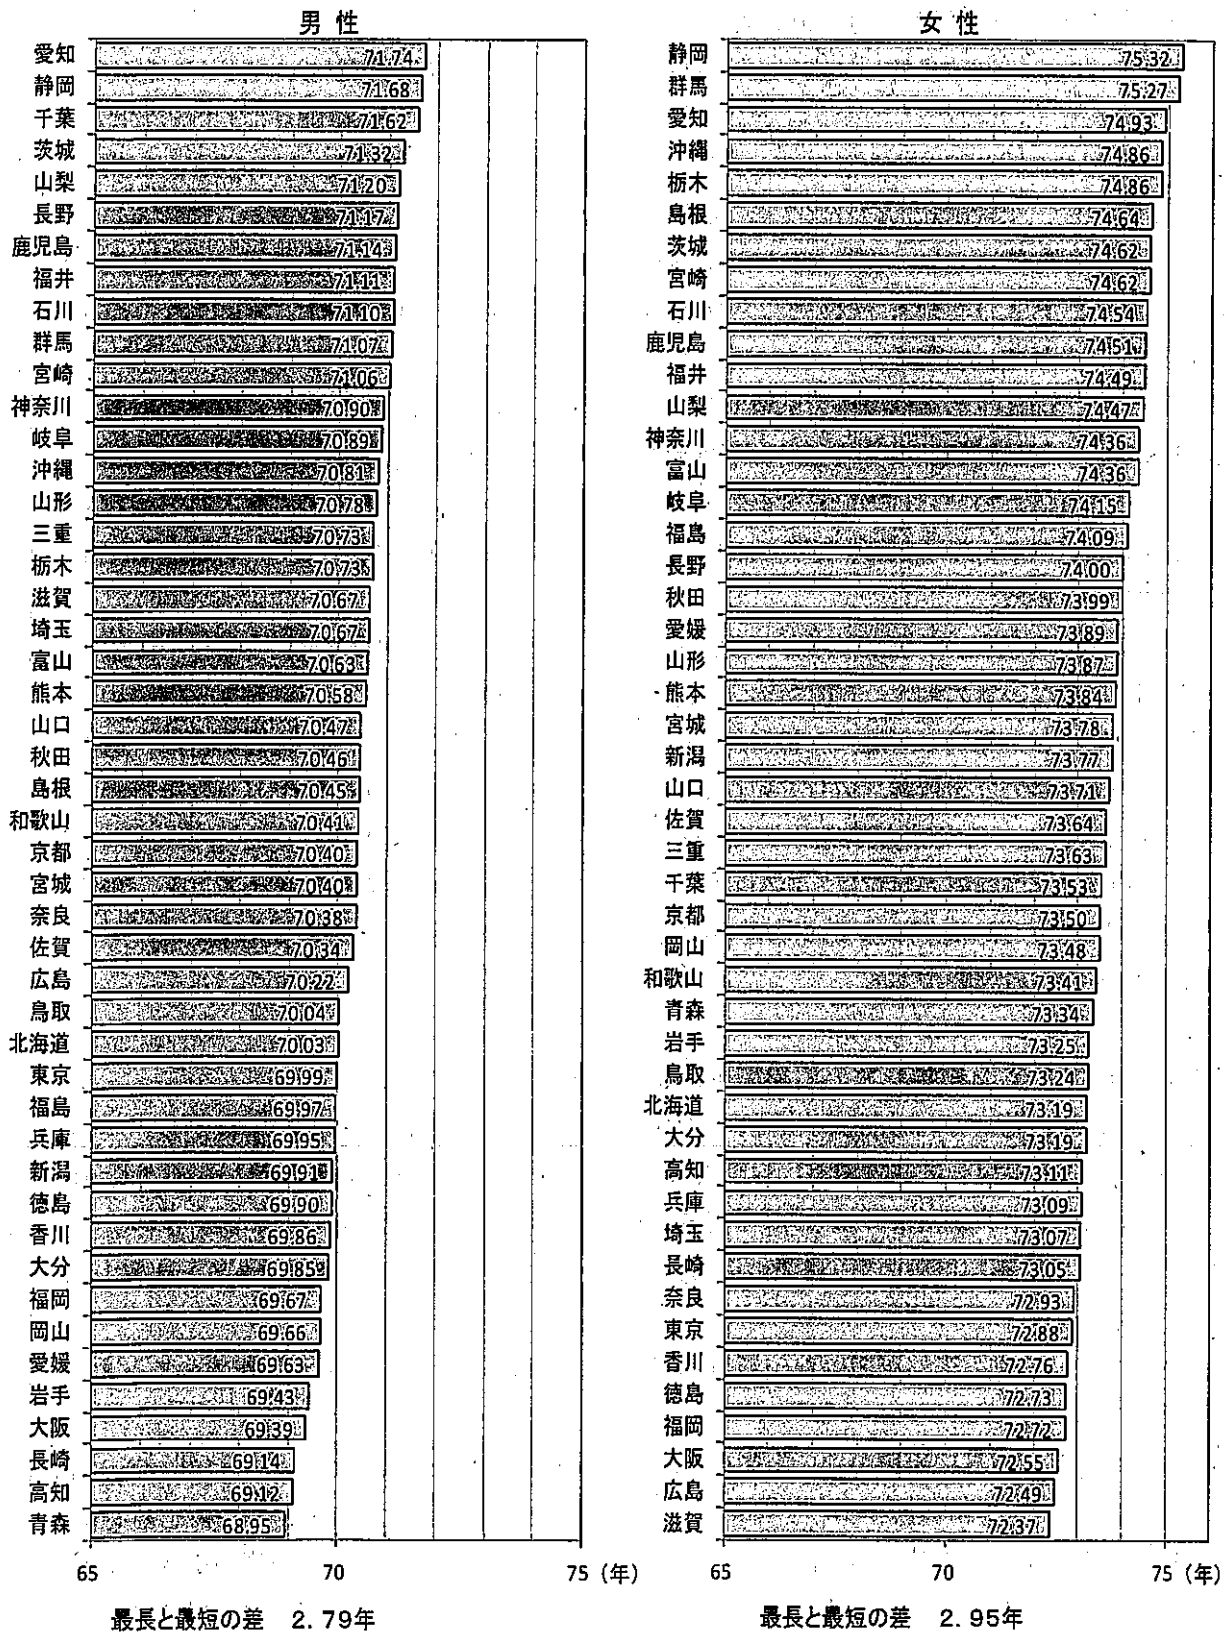 男 性
愛知 71.74
静岡 71.68
千葉 71.62
茨城 71.32
山梨 71.20
長野 71.17
鹿児島 71.14
福井 71.11
石川 71.10
群馬 71.07
宮崎 71.06
神奈川 70.90
岐阜 70.89
沖縄 70.81
山形 70.78
三重 70.73
栃木 70.73
滋賀 70.67
埼玉 70.67
富山 70.63
熊本 70.58
山口 70.47
秋田 70.46
島根 70.45
和歌山 70.41
京都 70.40
宮城 70.40
奈良 70.38
佐賀 70.34
広島 70.22
鳥取 70.04
北海道 70.03
東京 69.99
福島 69.97
兵庫 69.95
新潟 69.91
徳島 69.90
香川 69.86
大分 69.85
福岡 69.67
岡山 69.66
愛媛 69.63
岩手 69.43
大阪 69.39
長崎 69.14
高知 69.12
青森 68.95
65 70 75 (年)
最長と最短の差 2.79年
女 性
静岡 75.32
群馬 75.27
愛知 74.93
沖縄 74.86
栃木 74.86
島根 74.64
茨城 74.62
宮崎 74.62
石川 74.54
鹿児島 74.51
福井 74.49
山梨 74.47
神奈川 74.36
富山 74.36
岐阜 74.15
福島 74.09
長野 74.00
秋田 73.99
愛媛 73.89
山形 73.87
熊本 73.84
宮城 73.78
新潟 73.77
山口 73.71
佐賀 73.64
三重 73.63
千葉 73.53
京都 73.50
岡山 73.48
和歌山 73.41
青森 73.34
岩手 73.25
鳥取 73.24
北海道 73.19
大分 73.19
高知 73.11
兵庫 73.09
埼玉 73.07
長崎 73.05
奈良 72.93
東京 72.88
香川 72.76
徳島 72.73
福岡 72.72
大阪 72.55
広島 72.49
滋賀 72.37
65 70 75 (年)
最長と最短の差 2.95年